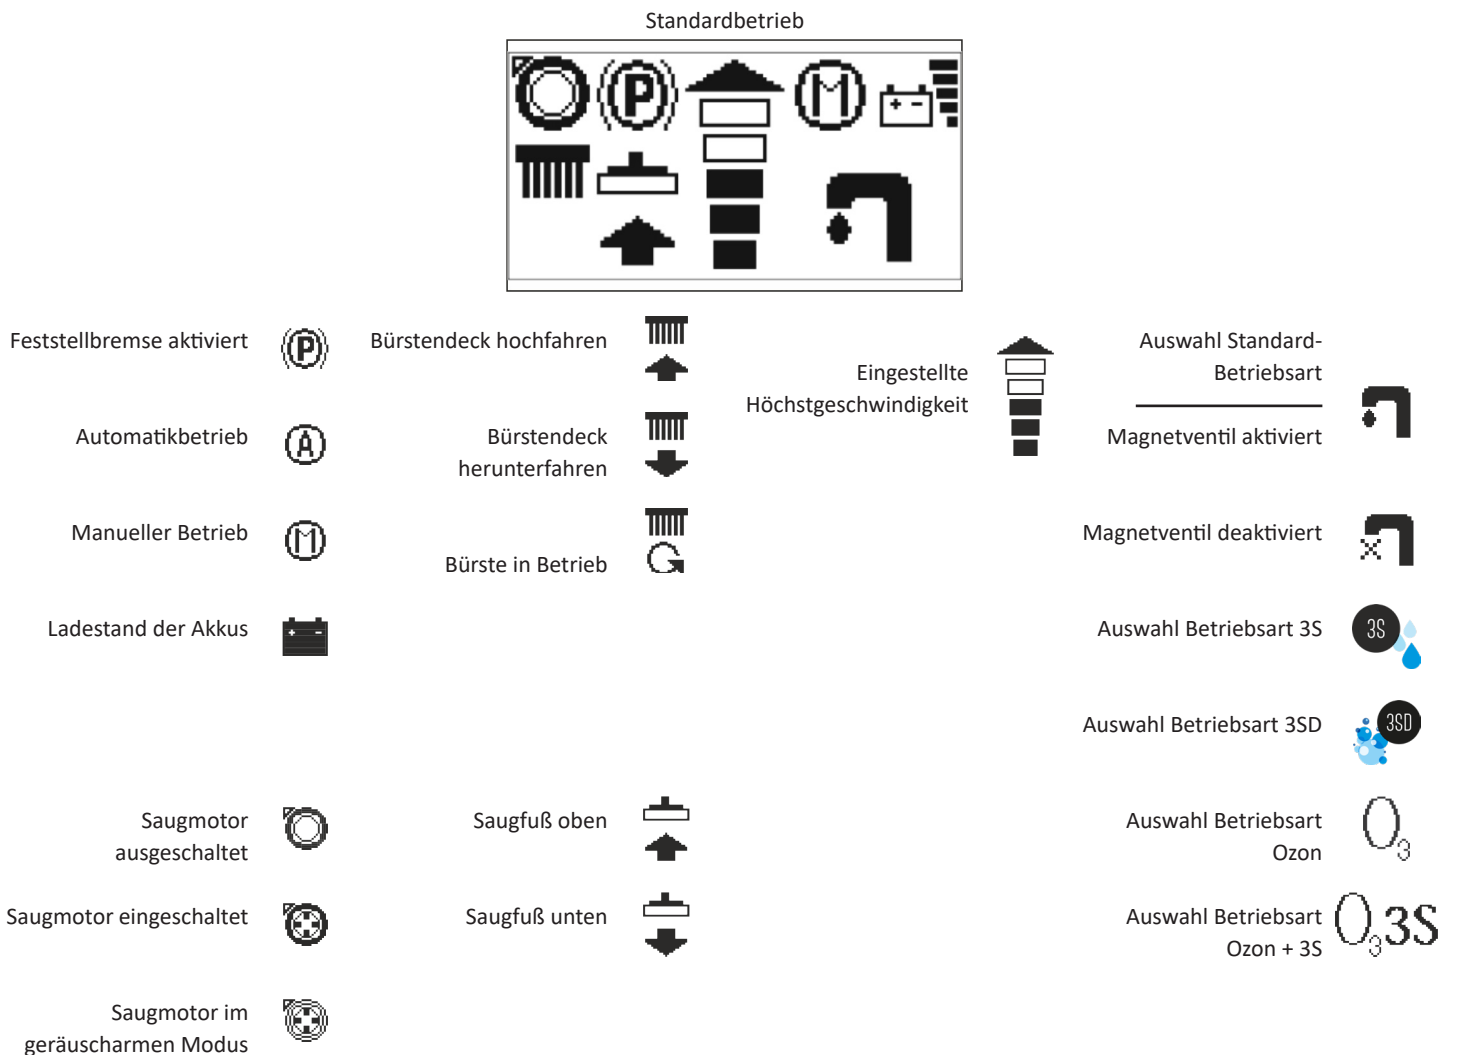 Standardbetrieb
P
M
+ -
Feststellbremse aktiviert
P
Automatikbetrieb
A
Manueller Betrieb
M
Ladestand der Akkus
+ -
Saugmotor
ausgeschaltet
Saugmotor eingeschaltet
Saugmotor im
geräuscharmen Modus
Bürstendeck hochfahren
Bürstendeck
herunterfahren
Bürste in Betrieb
Saugfuß oben
Saugfuß unten
Eingestellte
Höchstgeschwindigkeit
Auswahl Standard-
Betriebsart
Magnetventil aktiviert
Magnetventil deaktiviert
Auswahl Betriebsart 3S
3S
Auswahl Betriebsart 3SD
3SD
Auswahl Betriebsart
Ozon
O3
Auswahl Betriebsart
Ozon + 3S
O3 3S